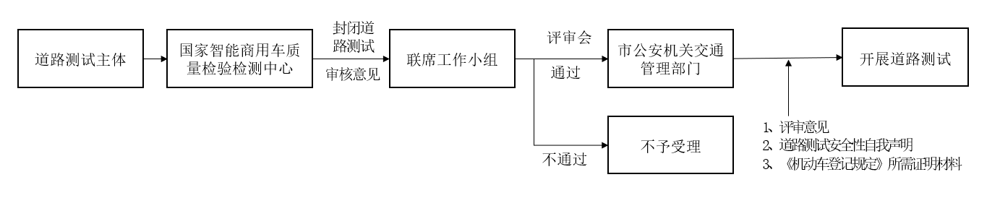 道路测试主体
国家智能商用车质
量检验检测中心
封闭道
路测试
审核意见
联席工作小组
评审会
通过
市公安机关交通
管理部门
开展道路测试
不通过
不予受理
1、评审意见
2、道路测试安全性自我声明
3、《机动车登记规定》所需证明材料